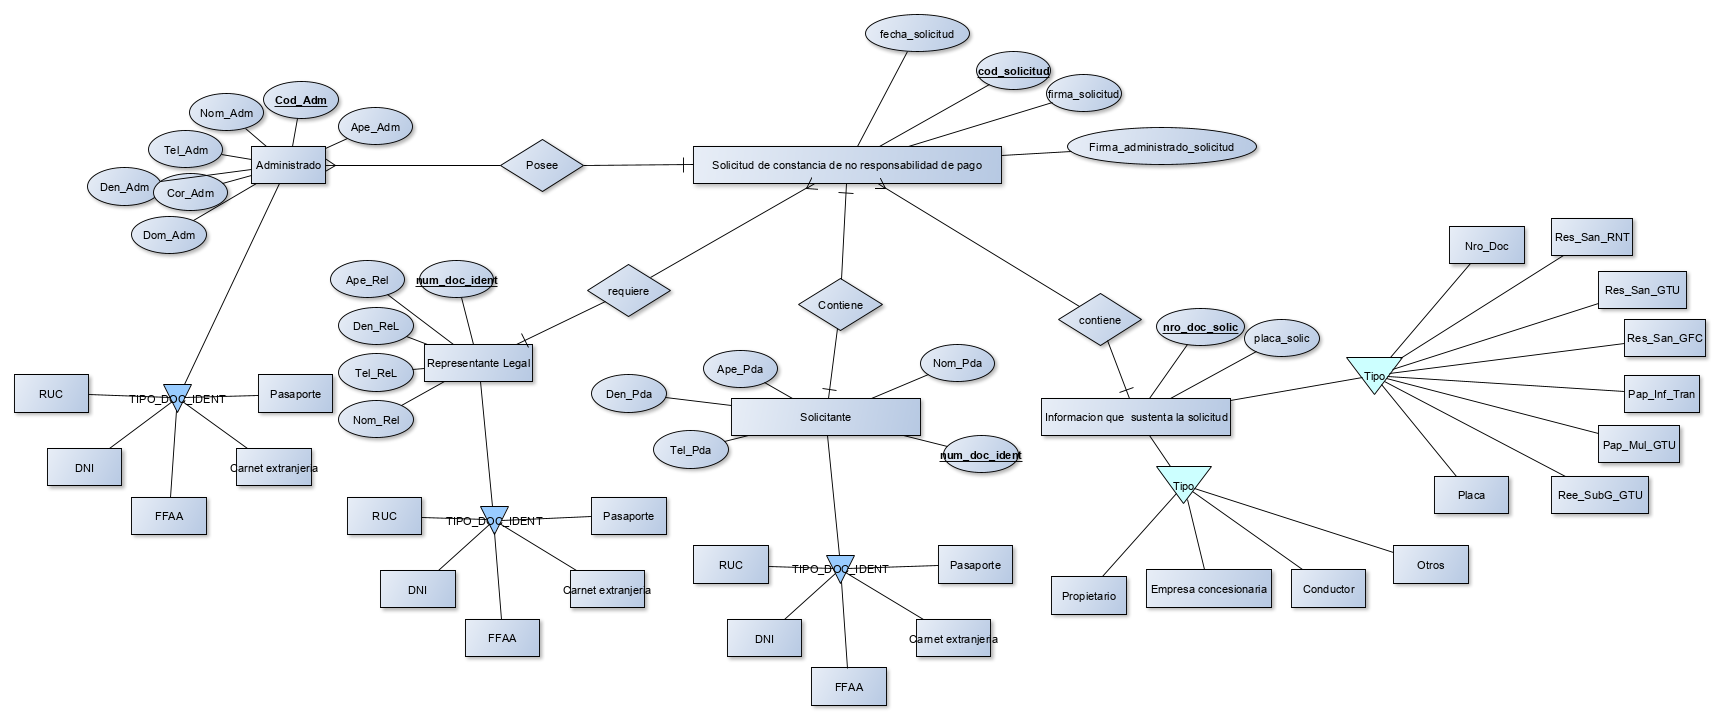 fecha_solicitud
cod_solicitud
firma_solicitud
Firma_administrado_solicitud
Cod_Adm
Nom_Adm
Ape_Adm
Tel_Adm
Den_Adm
Cor_Adm
Dom_Adm
Administrado
Posee
Solicitud de constancia de no responsabilidad de pago
Nro_Doc
Res_San_RNT
Res_San_GTU
Res_San_GFC
Pap_Inf_Tran
Pap_Mul_GTU
Ree_SubG_GTU
Placa
Tipo
Ape_Rel
num_doc_ident
Den_ReL
Tel_ReL
Nom_Rel
Representante Legal
requiere
Contiene
contiene
nro_doc_solic
placa_solic
Ape_Pda
Nom_Pda
Den_Pda
Tel_Pda
num_doc_ident
Solicitante
Informacion que  sustenta la solicitud
Tipo
Propietario
Empresa concesionaria
Conductor
Otros
RUC
TIPO_DOC_IDENT
Pasaporte
DNI
Carnet extranjeria
FFAA
RUC
TIPO_DOC_IDENT
Pasaporte
DNI
Carnet extranjeria
FFAA
RUC
TIPO_DOC_IDENT
Pasaporte
DNI
Carnet extranjeria
FFAA